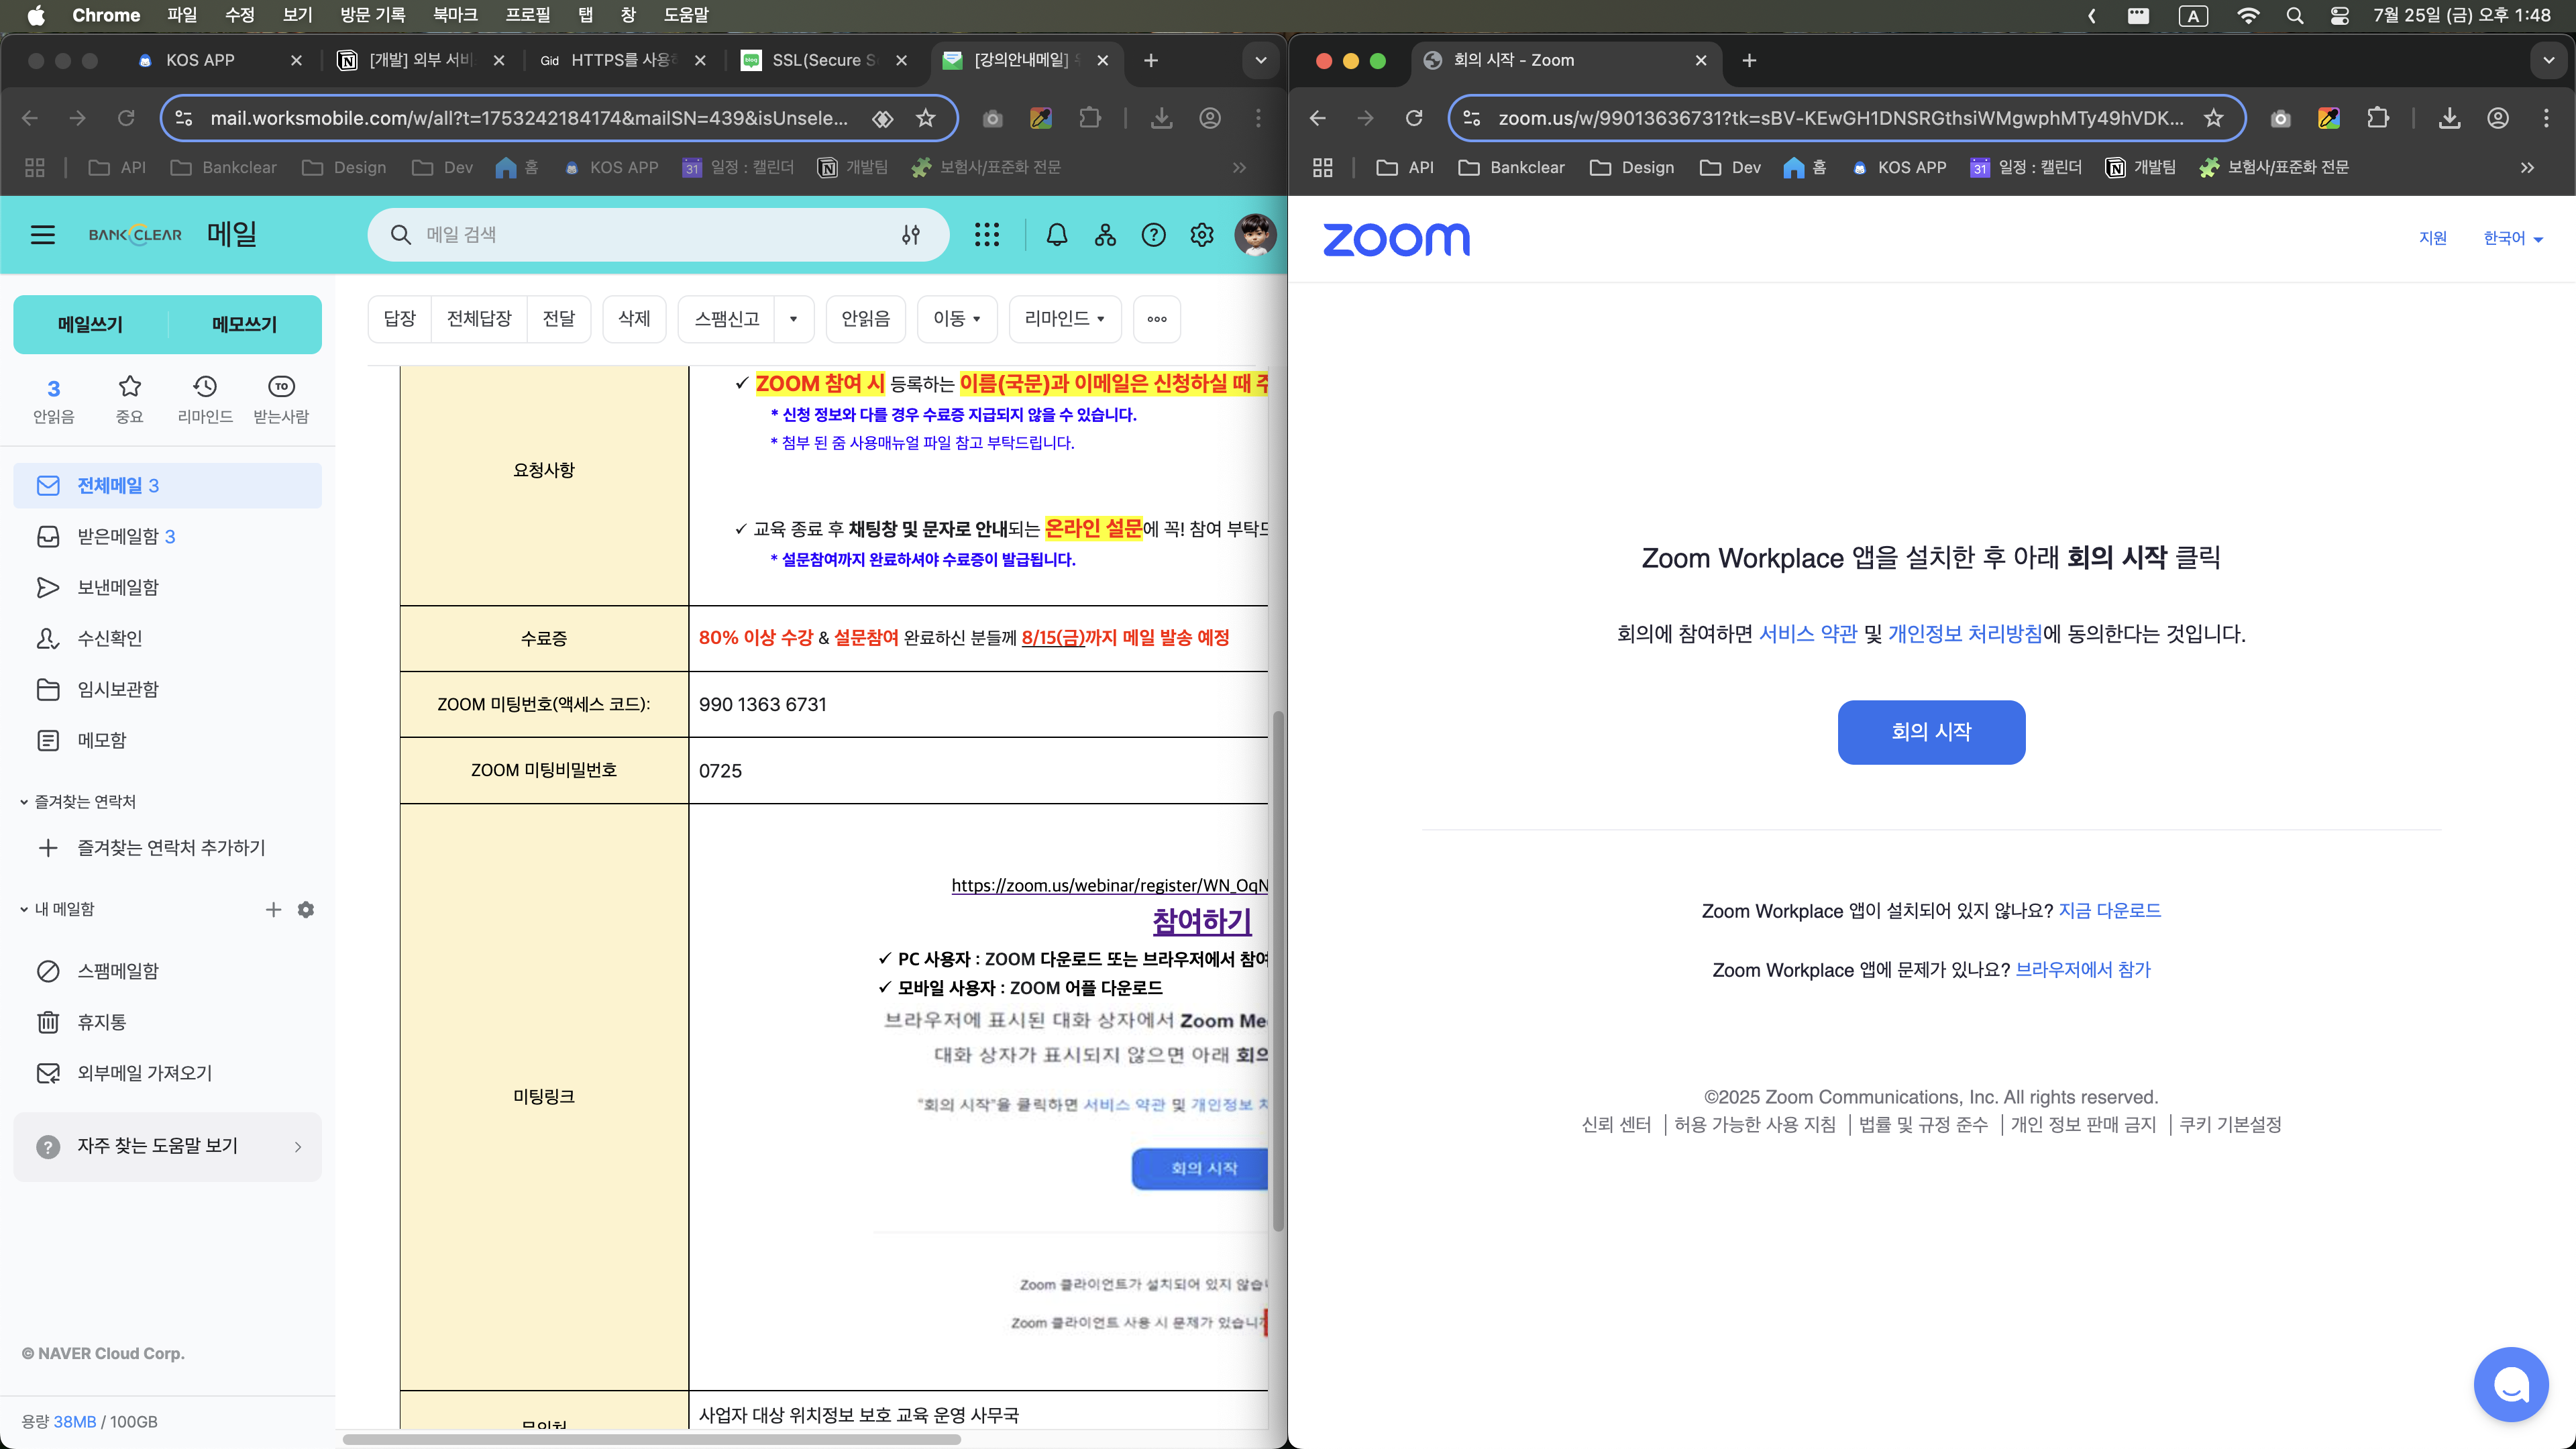 Chrome 파일 수정 보기 방문 기록 북마크 프로필 탭 창 도움말
A 7월 25일 (금) 오후 1:48
KOS APP
[개발] 외부 서비
Gid HTTPS를 사용
SSL(Secure S
[강의안내메일]
mail.worksmobile.com/w/all?t=1753242184174&mailSN=439&isUnsele...
API Bankclear Design Dev 홈 KOS APP 31 일정 : 캘린더 개발팀 보험사/표준화 전문
BANKCLEAR 메일
메일 검색
메일쓰기 메모쓰기
3
안읽음
중요
리마인드
TO
받는사람
전체메일 3
받은메일함 3
보낸메일함
수신확인
임시보관함
메모함
즐겨찾는 연락처
즐겨찾는 연락처 추가하기
내 메일함
스팸메일함
휴지통
외부메일 가져오기
? 자주 찾는 도움말 보기
© NAVER Cloud Corp.
용량 38MB / 100GB
답장 전체답장 전달 삭제 스팸신고 안읽음 이동 리마인드
요청사항
✓ ZOOM 참여 시 등록하는 이름(국문)과 이메일은 신청하실 때
* 신청 정보와 다를 경우 수료증 지급되지 않을 수 있습니다.
* 첨부 된 줌 사용매뉴얼 파일 참고 부탁드립니다.
✓ 교육 종료 후 채팅창 및 문자로 안내되는 온라인 설문에 꼭! 참여 부탁
* 설문참여까지 완료하셔야 수료증이 발급됩니다.
수료증
80% 이상 수강 & 설문참여 완료하신 분들께 8/15(금)까지 메일 발송 예정
ZOOM 미팅번호(액세스 코드):
990 1363 6731
ZOOM 미팅비밀번호
0725
미팅링크
https://zoom.us/webinar/register/WN_OqN
참여하기
✓ PC 사용자 : ZOOM 다운로드 또는 브라우저에서 참여
✓ 모바일 사용자 : ZOOM 어플 다운로드
브라우저에 표시된 대화 상자에서 Zoom Me
대화 상자가 표시되지 않으면 아래 회의
"회의 시작"을 클릭하면 서비스 약관 및 개인정보
회의 시작
Zoom 클라이언트가 설치되어 있지 않습
Zoom 클라이언트 사용 시 문제가 있습니
사업자 대상 위치정보 보호 교육 운영 사무국
회의 시작 - Zoom
zoom.us/w/99013636731?tk=sBV-KEwGH1DNSRGthsiWMgwphMTy49hVDK...
API Bankclear Design Dev 홈 KOS APP 31 일정 : 캘린더 개발팀 보험사/표준화 전문
zoom
지원 한국어
Zoom Workplace 앱을 설치한 후 아래 회의 시작 클릭
회의에 참여하면 서비스 약관 및 개인정보 처리방침에 동의한다는 것입니다.
회의 시작
Zoom Workplace 앱이 설치되어 있지 않나요? 지금 다운로드
Zoom Workplace 앱에 문제가 있나요? 브라우저에서 참가
©2025 Zoom Communications, Inc. All rights reserved.
신뢰 센터 | 허용 가능한 사용 지침 | 법률 및 규정 준수 | 개인 정보 판매 금지 | 쿠키 기본설정